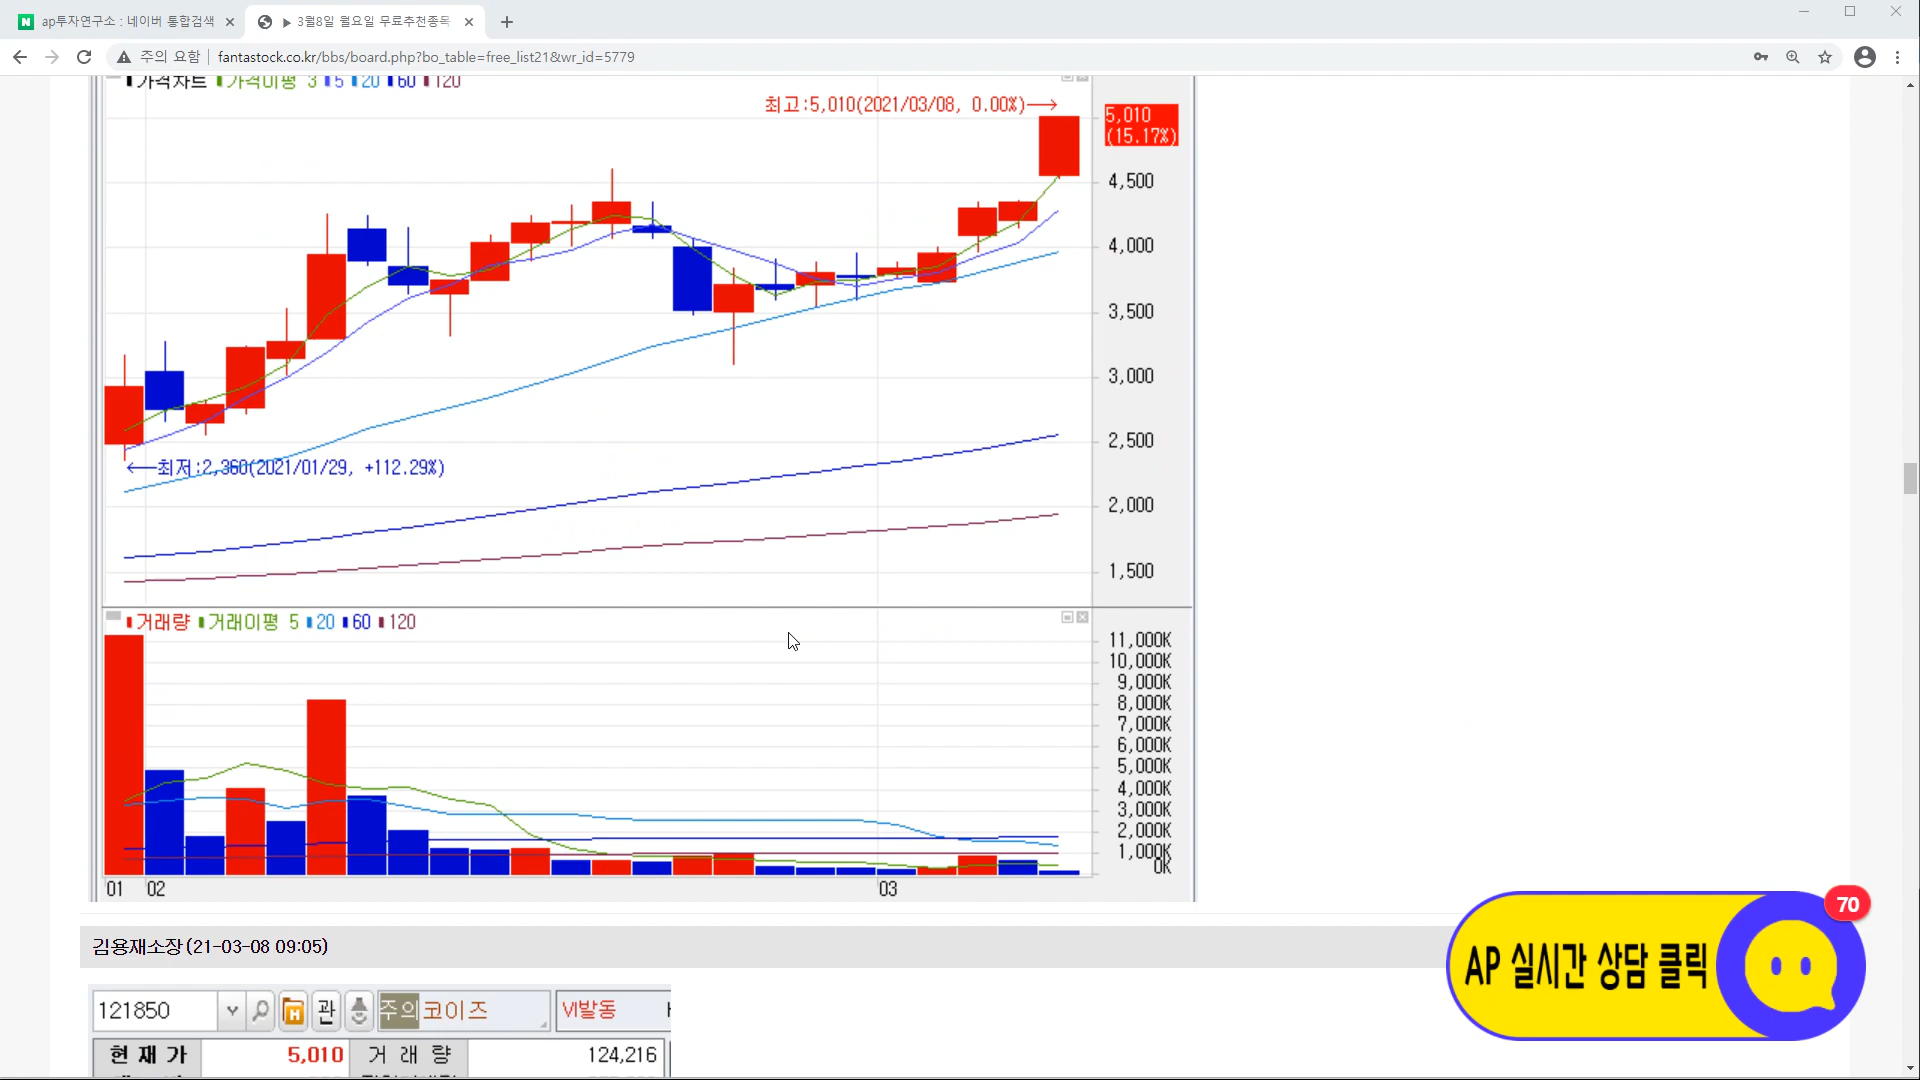 ap투자연구소 : 네이버 통합검색
▶ 3월8일 월요일 무료추천종목
주의 요함 fantastock.co.kr/bbs/board.php?bo_table=free_list21&wr_id=5779
가격차트 가격이평 3 5 20 60 120
최고:5,010(2021/03/08, 0.00%)
5,010
(15.17%)
4,500
4,000
3,500
3,000
2,500
최저:2,360(2021/01/29, +112.29%)
2,000
1,500
거래량 거래이평 5 20 60 120
11,000K
10,000K
9,000K
8,000K
7,000K
6,000K
5,000K
4,000K
3,000K
2,000K
1,000K
0K
01 02 03
70
AP 실시간 상담 클릭
김용재소장 (21-03-08 09:05)
121850 관 주의 코이즈 VI발동
현재가 5,010 거래량 124,216